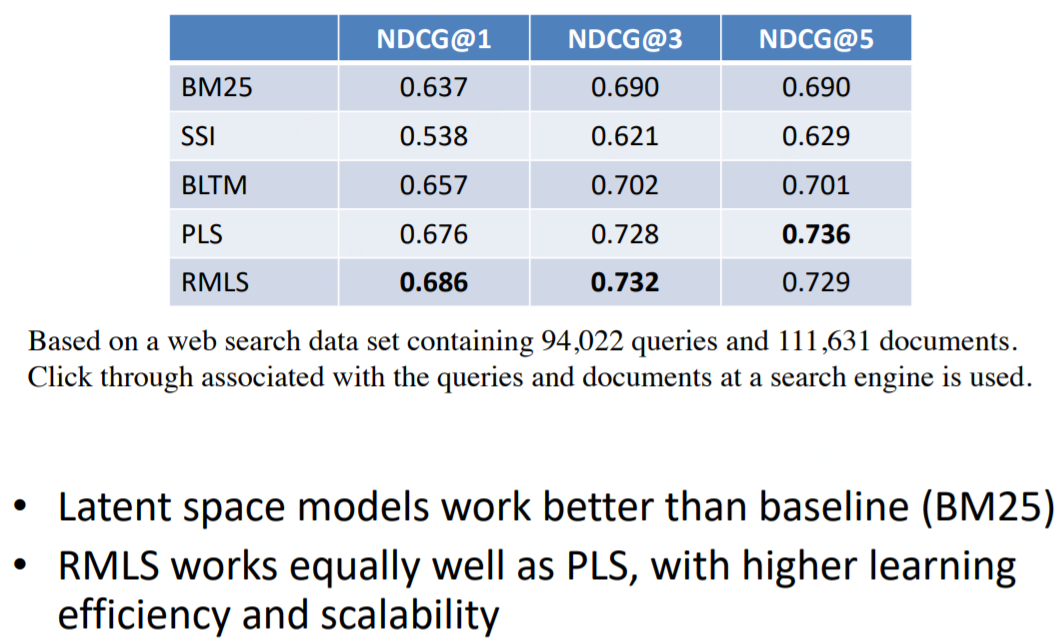 NDCG@1 NDCG@3 NDCG@5
BM25 0.637 0.690 0.690
SSI 0.538 0.621 0.629
BLTM 0.657 0.702 0.701
PLS 0.676 0.728 0.736
RMLS 0.686 0.732 0.729
Based on a web search data set containing 94,022 queries and 111,631 documents.
Click through associated with the queries and documents at a search engine is used.
• Latent space models work better than baseline (BM25)
• RMLS works equally well as PLS, with higher learning
efficiency and scalability